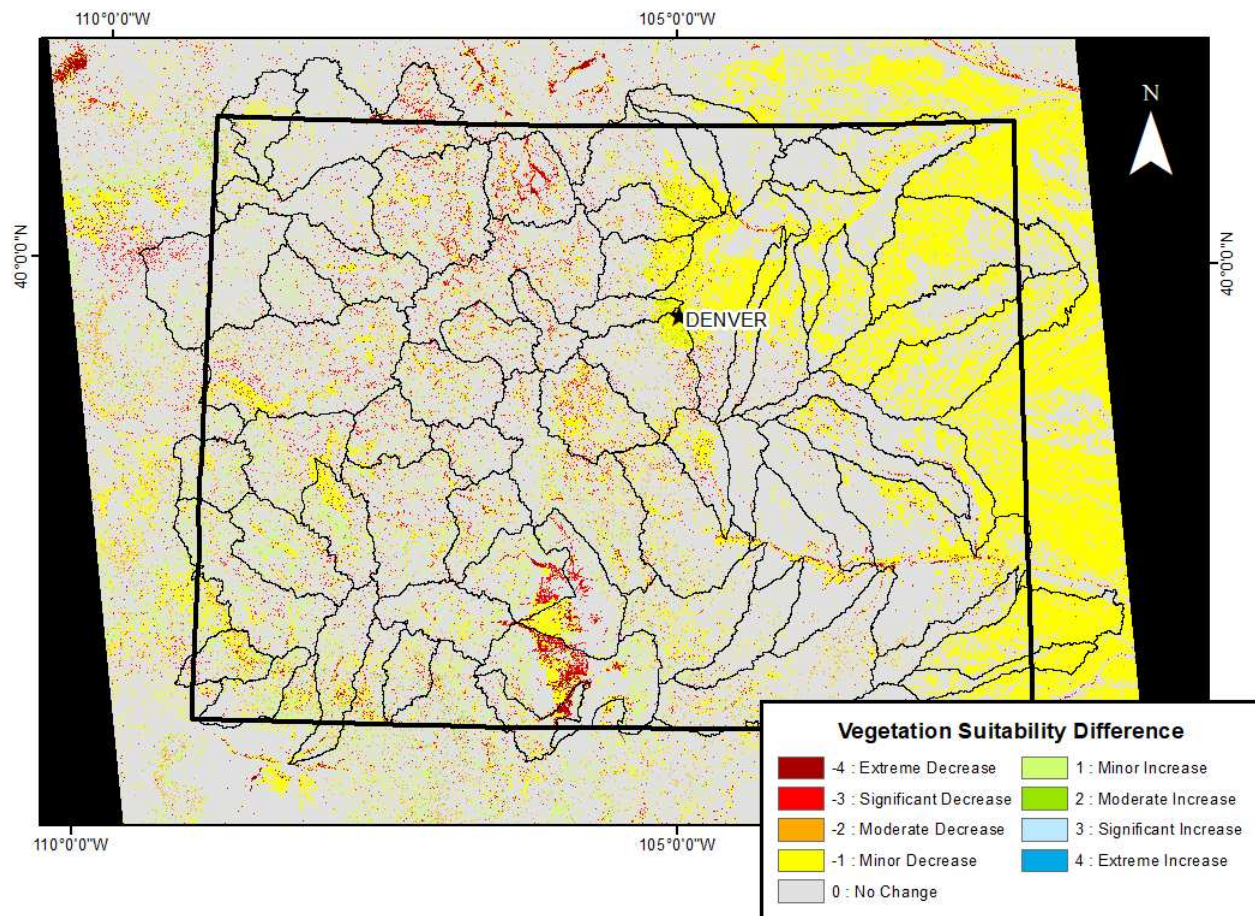 110°0'0"W 105°0'0"W
N
40°0'0"N 40°0'0"N
DENVER
Vegetation Suitability Difference
-4 : Extreme Decrease 1 : Minor Increase
-3 : Significant Decrease 2 : Moderate Increase
-2 : Moderate Decrease 3 : Significant Increase
-1 : Minor Decrease 4 : Extreme Increase
0 : No Change
110°0'0"W 105°0'0"W